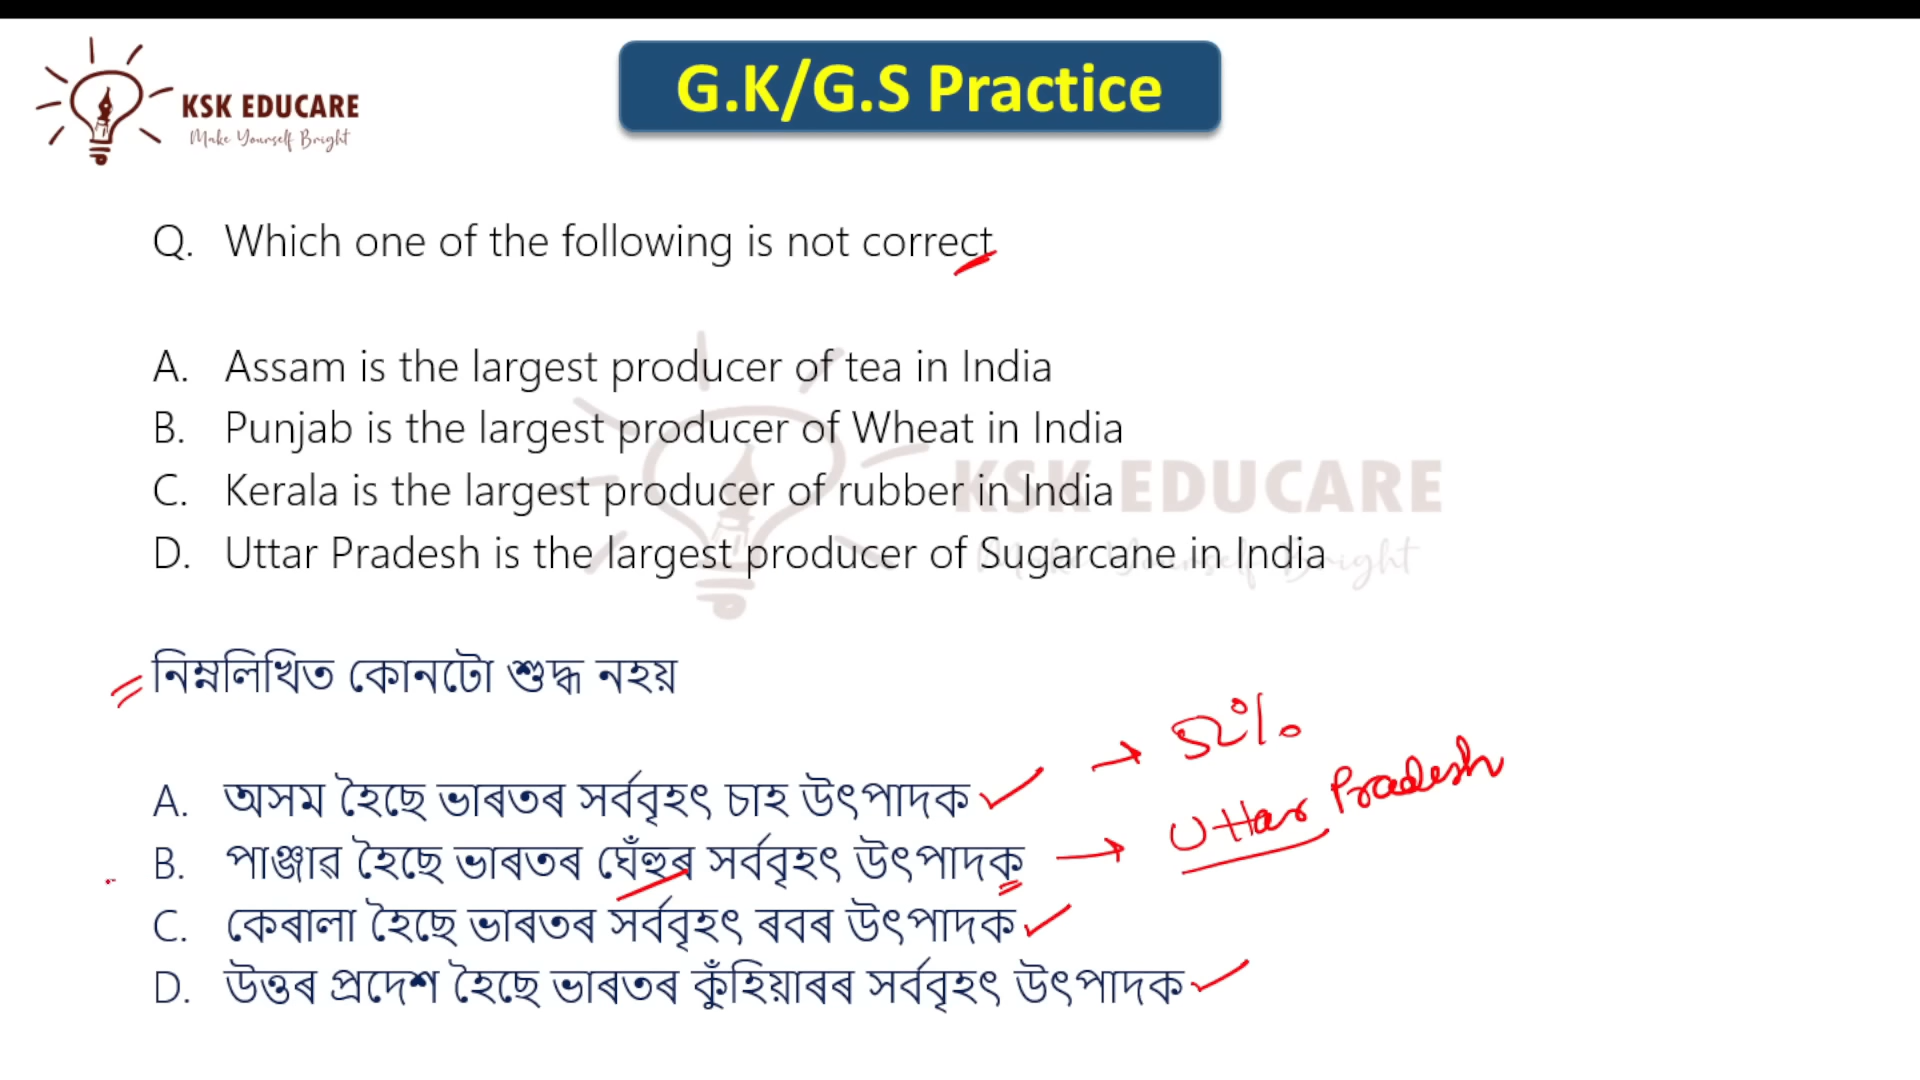 KSK EDUCARE
Make Yourself Bright
G.K/G.S Practice
Q. Which one of the following is not correct
A. Assam is the largest producer of tea in India
B. Punjab is the largest producer of Wheat in India
C. Kerala is the largest producer of rubber in India
D. Uttar Pradesh is the largest producer of Sugarcane in India
KSK EDUCARE
Make Yourself Bright
নিম্নলিখিত কোনটো শুদ্ধ নহয়
A. অসম হৈছে ভাৰতৰ সৰ্ববৃহৎ চাহ উৎপাদক → 52%
B. পাঞ্জাৱ হৈছে ভাৰতৰ ঘেঁহুৰ সৰ্ববৃহৎ উৎপাদক → Uttar Pradesh
C. কেৰালা হৈছে ভাৰতৰ সৰ্ববৃহৎ ৰবৰ উৎপাদক
D. উত্তৰ প্ৰদেশ হৈছে ভাৰতৰ কুঁহিয়াৰৰ সৰ্ববৃহৎ উৎপাদক